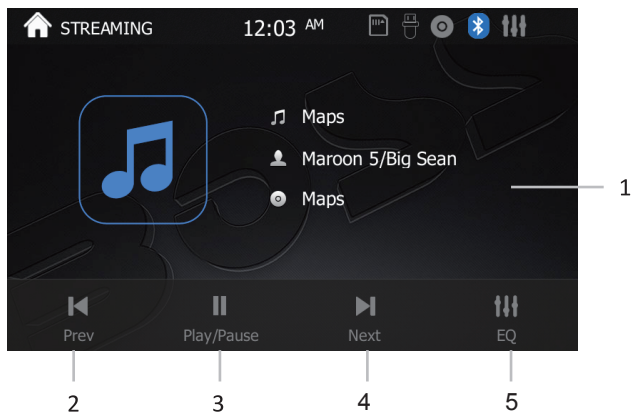 STREAMING 12:03 AM
Maps
Maroon 5/Big Sean
Maps
1
Prev Play/Pause Next EQ
2 3 4 5